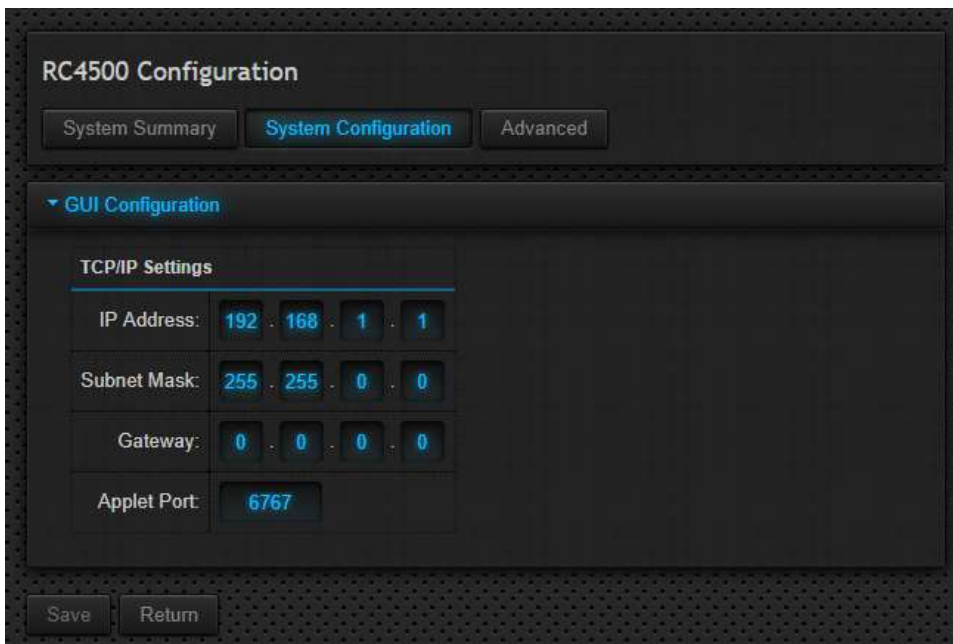 RC4500 Configuration
System Summary System Configuration Advanced
GUI Configuration
TCP/IP Settings
IP Address: 192 . 168 . 1 . 1
Subnet Mask: 255 . 255 . 0 . 0
Gateway: 0 . 0 . 0 . 0
Applet Port: 6767
Save Return